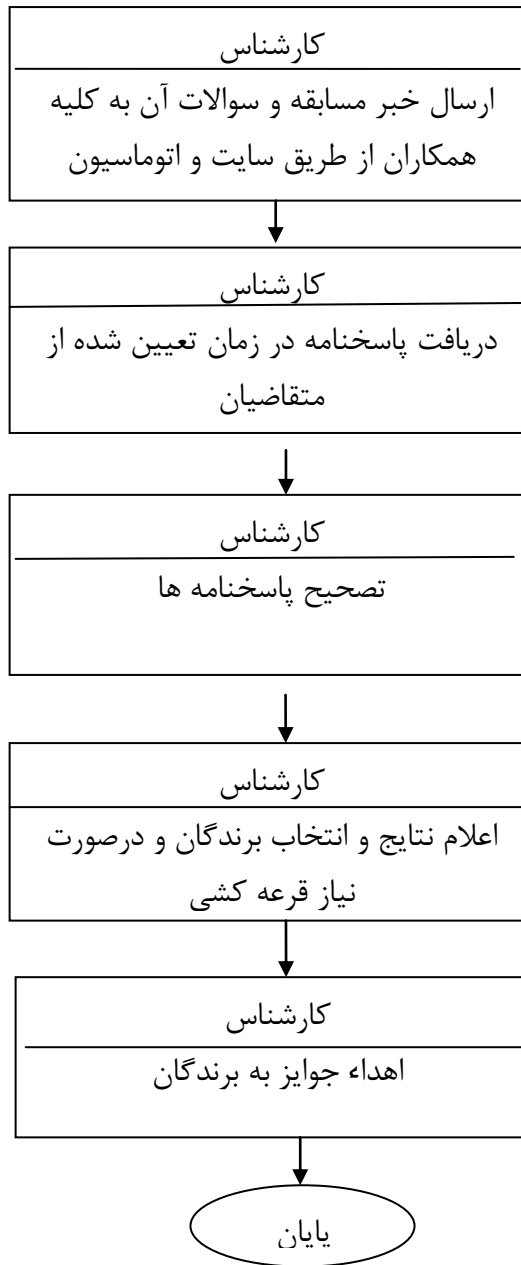 کارشناس
ارسال خبر مسابقه و سوالات آن به کلیه
همکاران از طریق سایت و اتوماسیون
کارشناس
دریافت پاسخنامه در زمان تعیین شده از
متقاضیان
کارشناس
تصحیح پاسخنامه ها
کارشناس
اعلام نتایج و انتخاب برندگان و درصورت
نیاز قرعه کشی
کارشناس
اهداء جوایز به برندگان
پایان